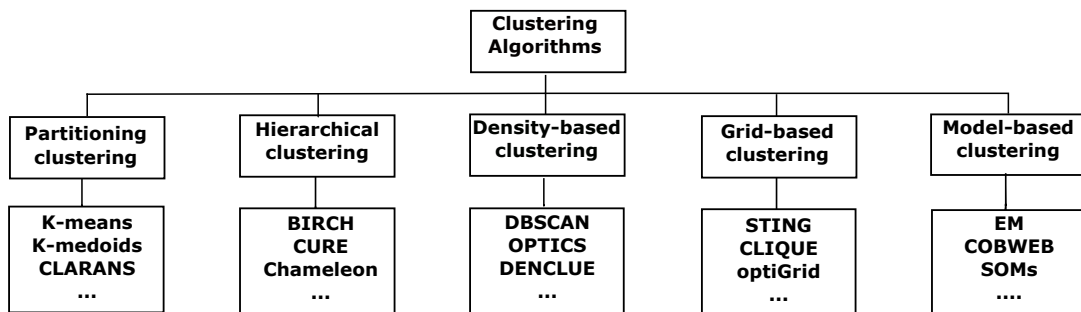 Clustering
Algorithms
Partitioning
clustering
Hierarchical
clustering
Density-based
clustering
Grid-based
clustering
Model-based
clustering
K-means
K-medoids
CLARANS
...
BIRCH
CURE
Chameleon
...
DBSCAN
OPTICS
DENCLUE
...
STING
CLIQUE
optiGrid
...
EM
COBWEB
SOMs
....